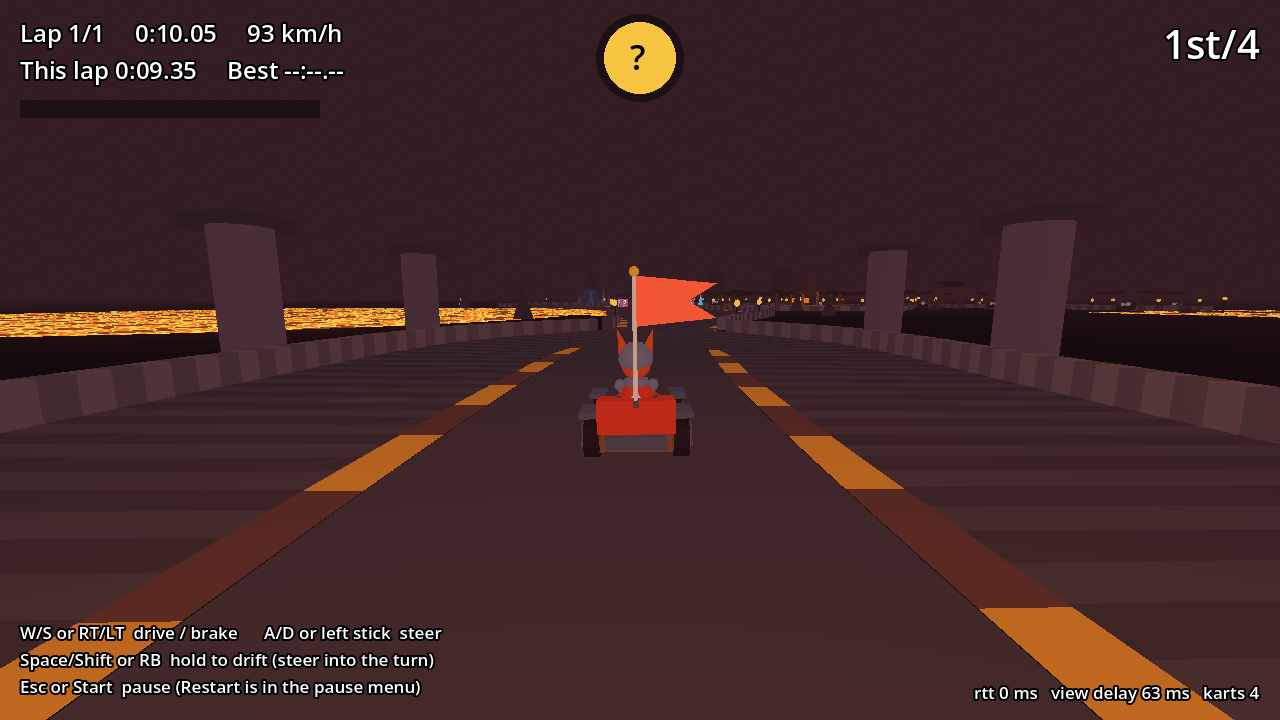 Lap 1/1 0:10.05 93 km/h
This lap 0:09.35 Best --:--.--
?
1st/4
W/S or RT/LT drive / brake A/D or left stick steer
Space/Shift or RB hold to drift (steer into the turn)
Esc or Start pause (Restart is in the pause menu)
rtt 0 ms view delay 63 ms karts 4